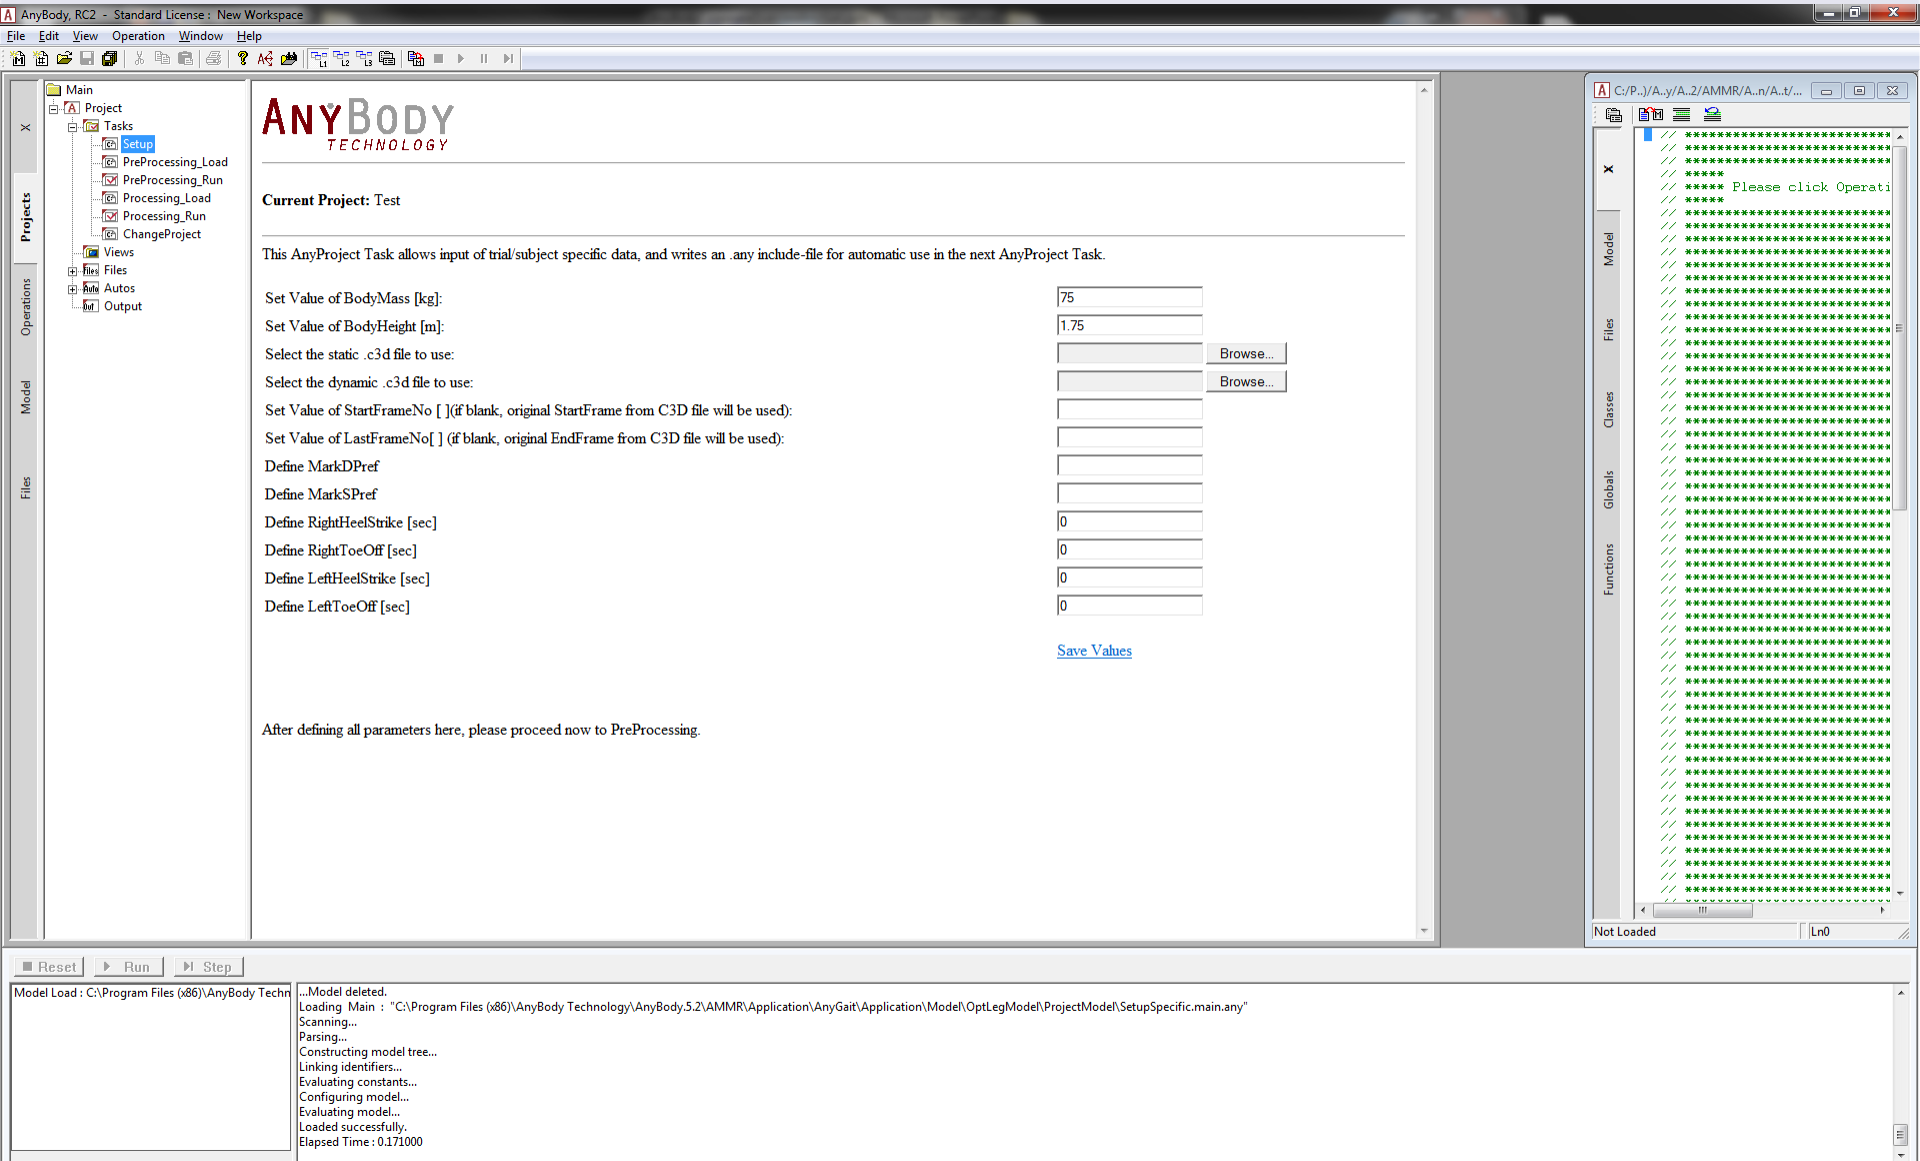 AnyBody, RC2 - Standard License : New Workspace
File Edit View Operation Window Help
L1 L2 L3
X
Projects
Operations
Model
Files
Main
Project
Tasks
Setup
PreProcessing_Load
PreProcessing_Run
Processing_Load
Processing_Run
ChangeProject
Views
Files
Autos
Output
ANYBODY
TECHNOLOGY
Current Project: Test
This AnyProject Task allows input of trial/subject specific data, and writes an .any include-file for automatic use in the next AnyProject Task.
Set Value of BodyMass [kg]: 75
Set Value of BodyHeight [m]: 1.75
Select the static .c3d file to use: Browse...
Select the dynamic .c3d file to use: Browse...
Set Value of StartFrameNo [ ](if blank, original StartFrame from C3D file will be used):
Set Value of LastFrameNo[ ] (if blank, original EndFrame from C3D file will be used):
Define MarkDPref
Define MarkSPref
Define RightHeelStrike [sec] 0
Define RightToeOff [sec] 0
Define LeftHeelStrike [sec] 0
Define LeftToeOff [sec] 0
Save Values
After defining all parameters here, please proceed now to PreProcessing.
C:/P..)/A..y/A..2/AMMR/A..n/A..t/...
X
Model
Files
Classes
Globals
Functions
// ***** Please click Operati
Not Loaded Ln0
Reset Run Step
Model Load : C:\Program Files (x86)\AnyBody Techn
...Model deleted.
Loading Main : "C:\Program Files (x86)\AnyBody Technology\AnyBody.5.2\AMMR\Application\AnyGait\Application\Model\OptLegModel\ProjectModel\SetupSpecific.main.any"
Scanning...
Parsing...
Constructing model tree...
Linking identifiers...
Evaluating constants...
Configuring model...
Evaluating model...
Loaded successfully.
Elapsed Time : 0.171000